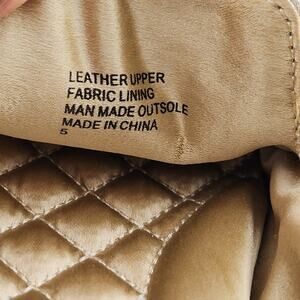 LEATHER UPPER
FABRIC LINING
MAN MADE OUTSOLE
MADE IN CHINA
5